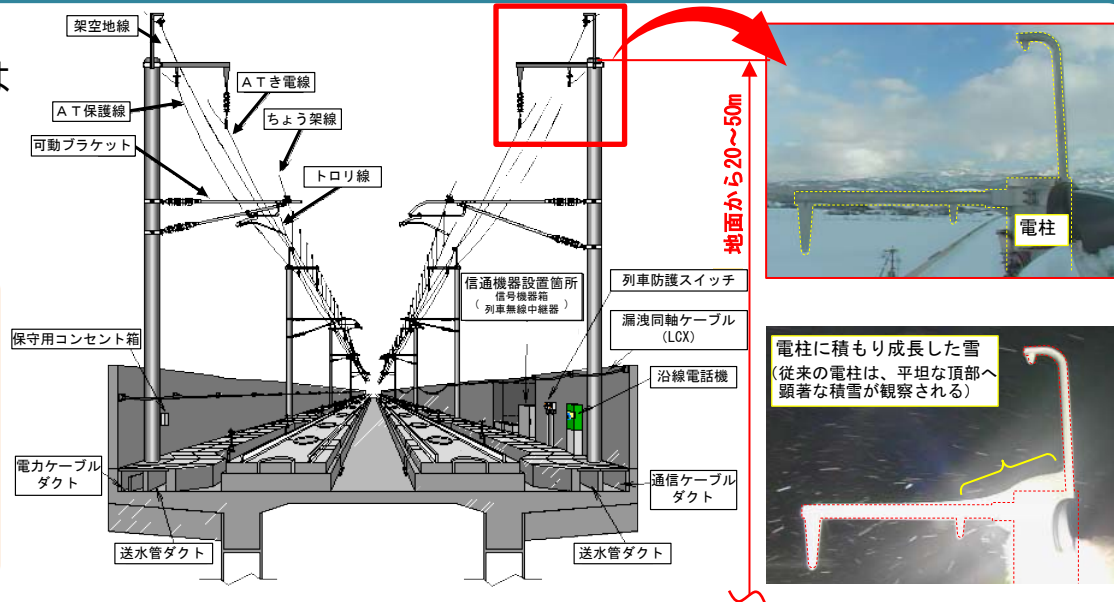 は
架空地線
ATき電線
AT保護線
ちょう架線
可動ブラケット
トロリ線
地面から20～50m
信通機器設置箇所
信号機器箱
( 列車無線中継器 )
列車防護スイッチ
漏洩同軸ケーブル
(LCX)
沿線電話機
保守用コンセント箱
電力ケーブル
ダクト
送水管ダクト
送水管ダクト
通信ケーブル
ダクト
電柱
電柱に積もり成長した雪
(従来の電柱は、平坦な頂部へ
顕著な積雪が観察される)